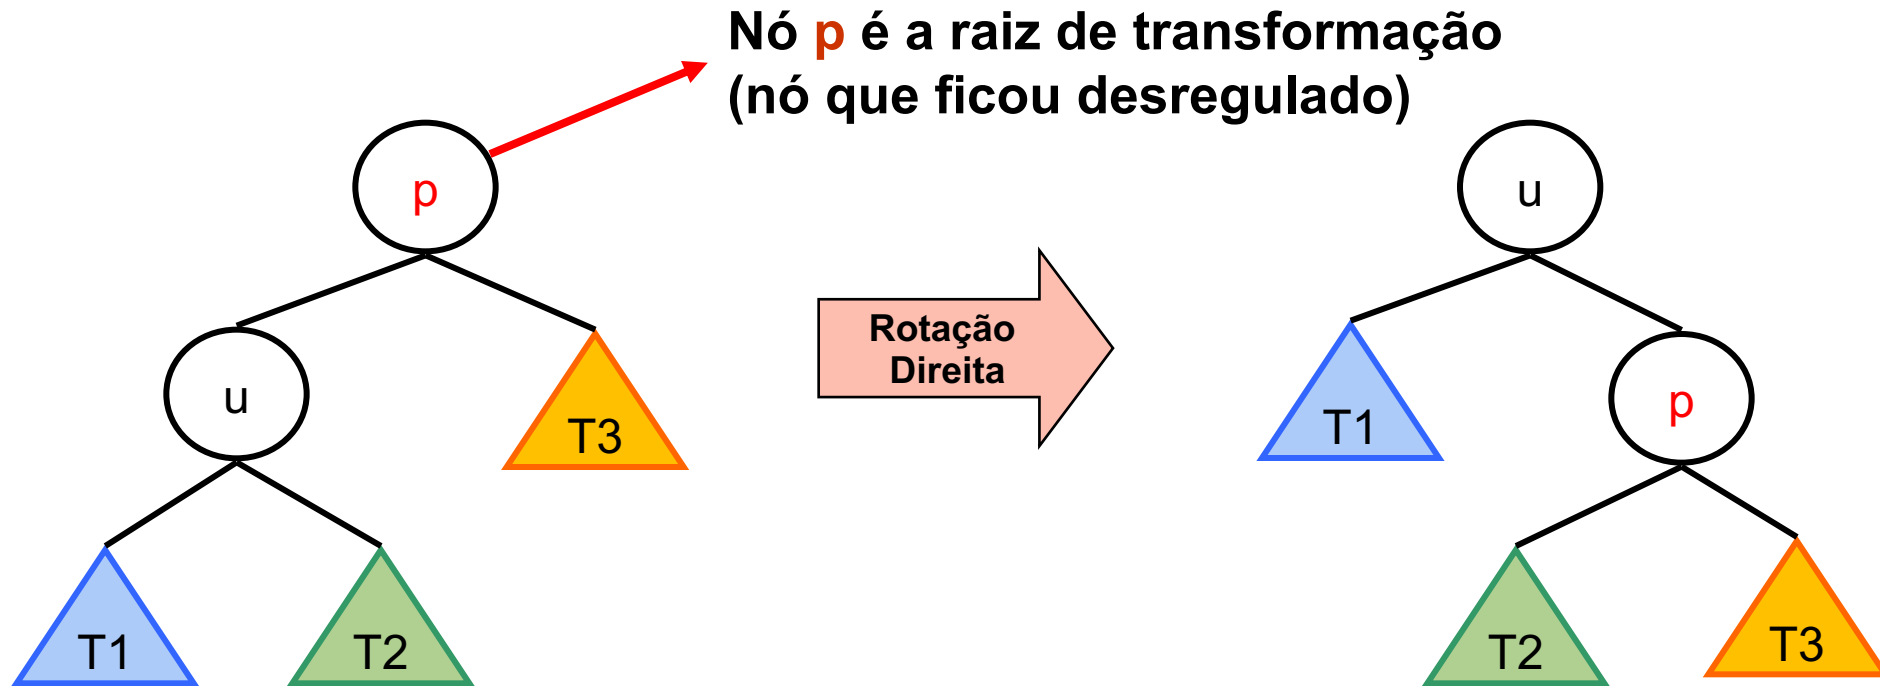 Nó p é a raiz de transformação
(nó que ficou desregulado)
p
u
T3
T1
T2
Rotação
Direita
u
T1
p
T2
T3